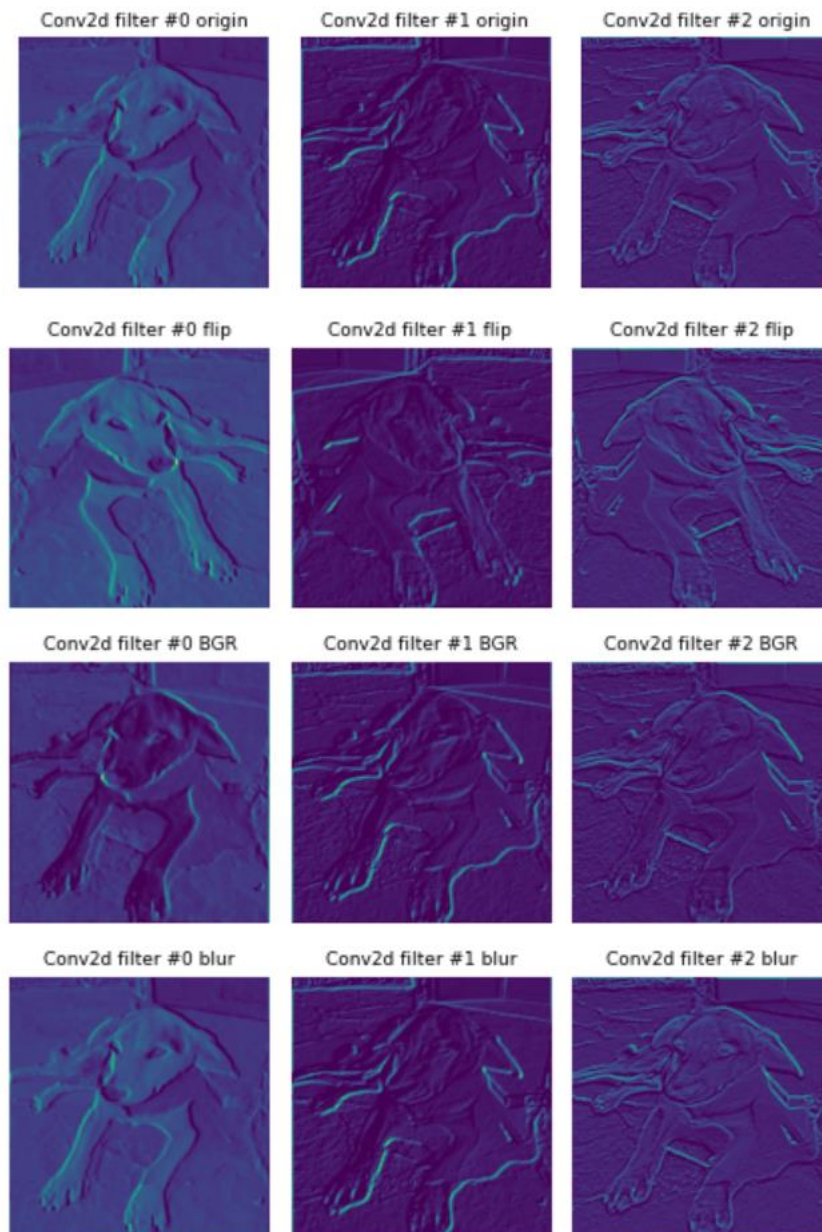 Conv2d filter #0 origin
Conv2d filter #1 origin
Conv2d filter #2 origin
Conv2d filter #0 flip
Conv2d filter #1 flip
Conv2d filter #2 flip
Conv2d filter #0 BGR
Conv2d filter #1 BGR
Conv2d filter #2 BGR
Conv2d filter #0 blur
Conv2d filter #1 blur
Conv2d filter #2 blur